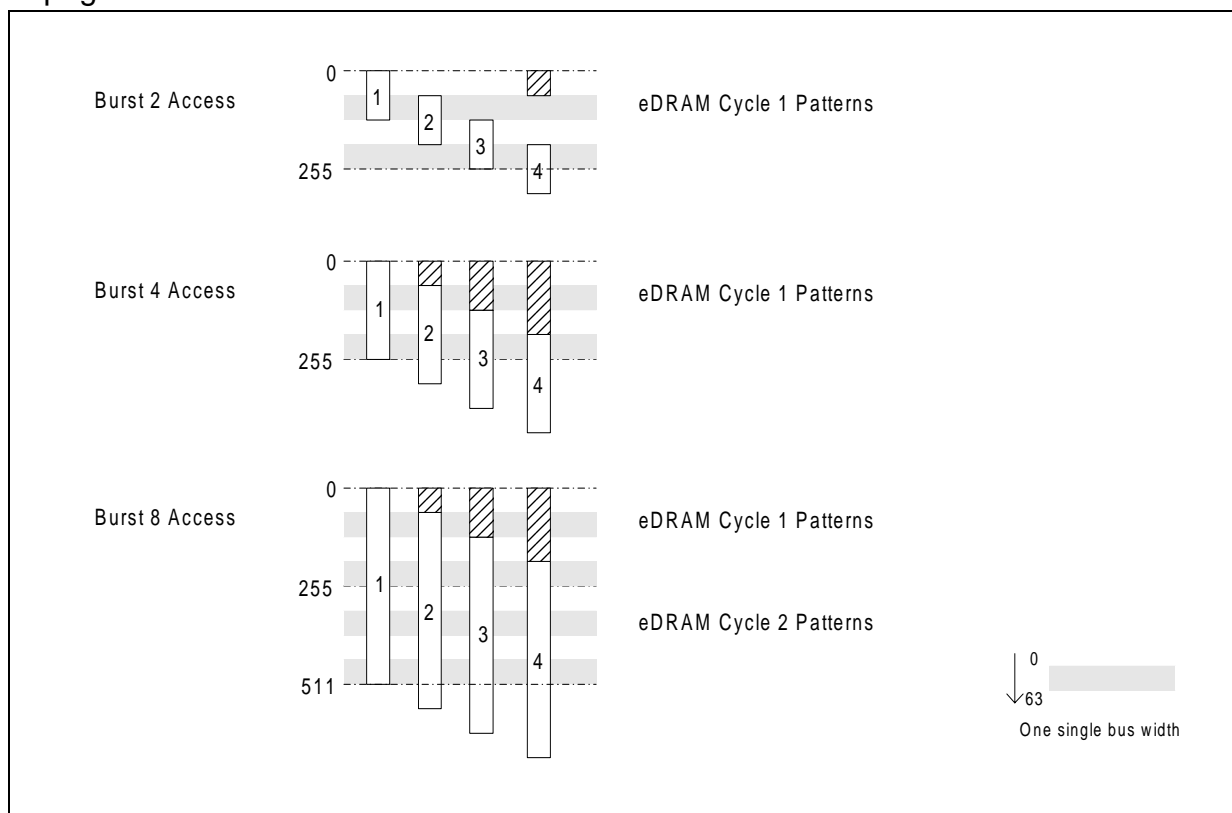 0
Burst 2 Access
1
eDRAM Cycle 1 Patterns
2
3
255
4
0
Burst 4 Access
eDRAM Cycle 1 Patterns
1
2
3
255
4
0
Burst 8 Access
eDRAM Cycle 1 Patterns
255
1
2
eDRAM Cycle 2 Patterns
3
4
511
0
63
One single bus width